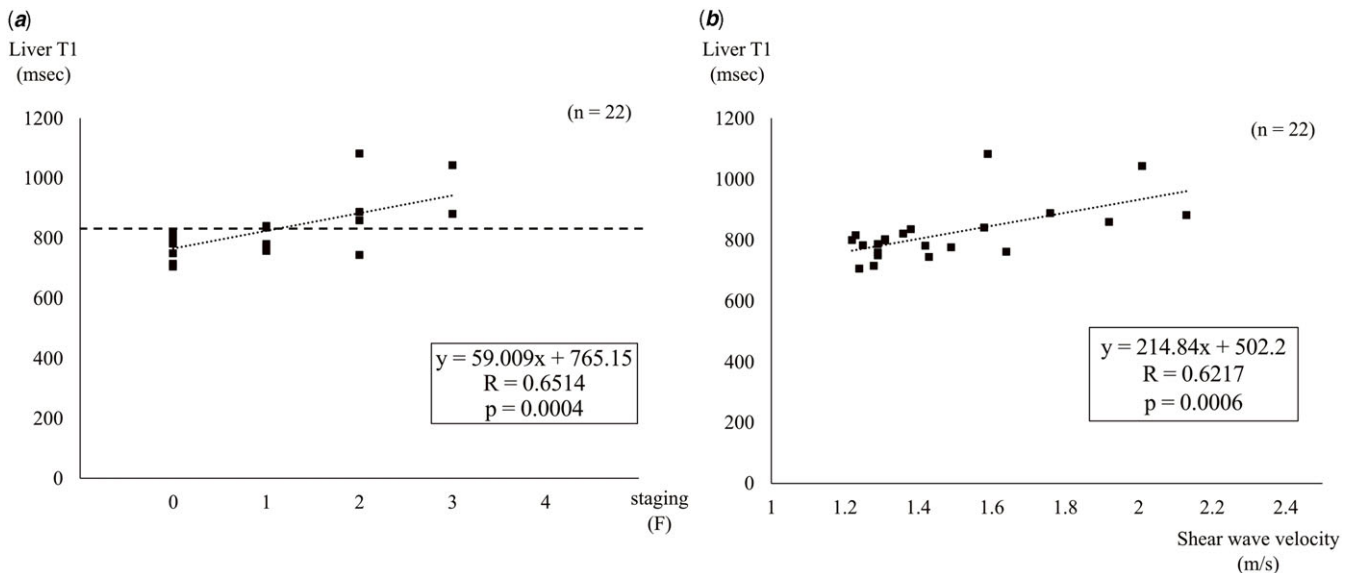 (a)
Liver T1
(msec)
(n = 22)
1200
1000
800
600
400
200
0
y = 59.009x + 765.15
R = 0.6514
p = 0.0004
0 1 2 3 4 staging
(F)
(b)
Liver T1
(msec)
(n = 22)
1200
1000
800
600
400
200
0
y = 214.84x + 502.2
R = 0.6217
p = 0.0006
1 1.2 1.4 1.6 1.8 2 2.2 2.4
Shear wave velocity
(m/s)